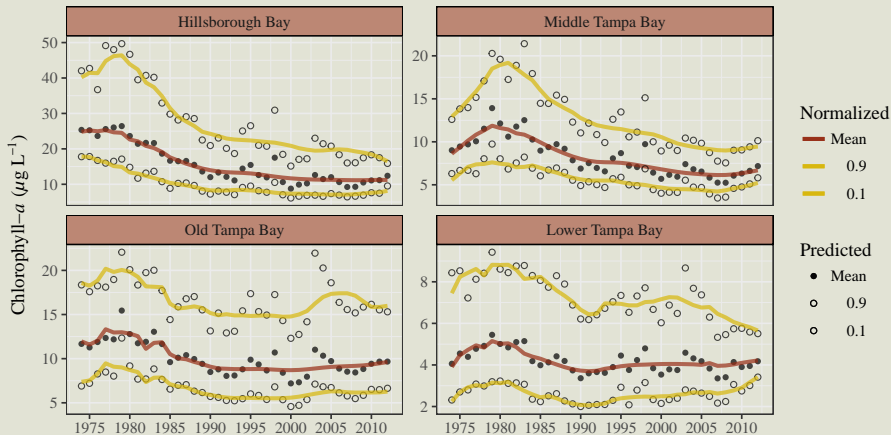 Hillsborough Bay
Middle Tampa Bay
50
40
30
20
10
20
15
10
5
Old Tampa Bay
Lower Tampa Bay
20
15
10
5
8
6
4
2
1975 1980 1985 1990 1995 2000 2005 2010
1975 1980 1985 1990 1995 2000 2005 2010
Chlorophyll−a (μg L−1)
Normalized
Mean
0.9
0.1
Predicted
Mean
0.9
0.1